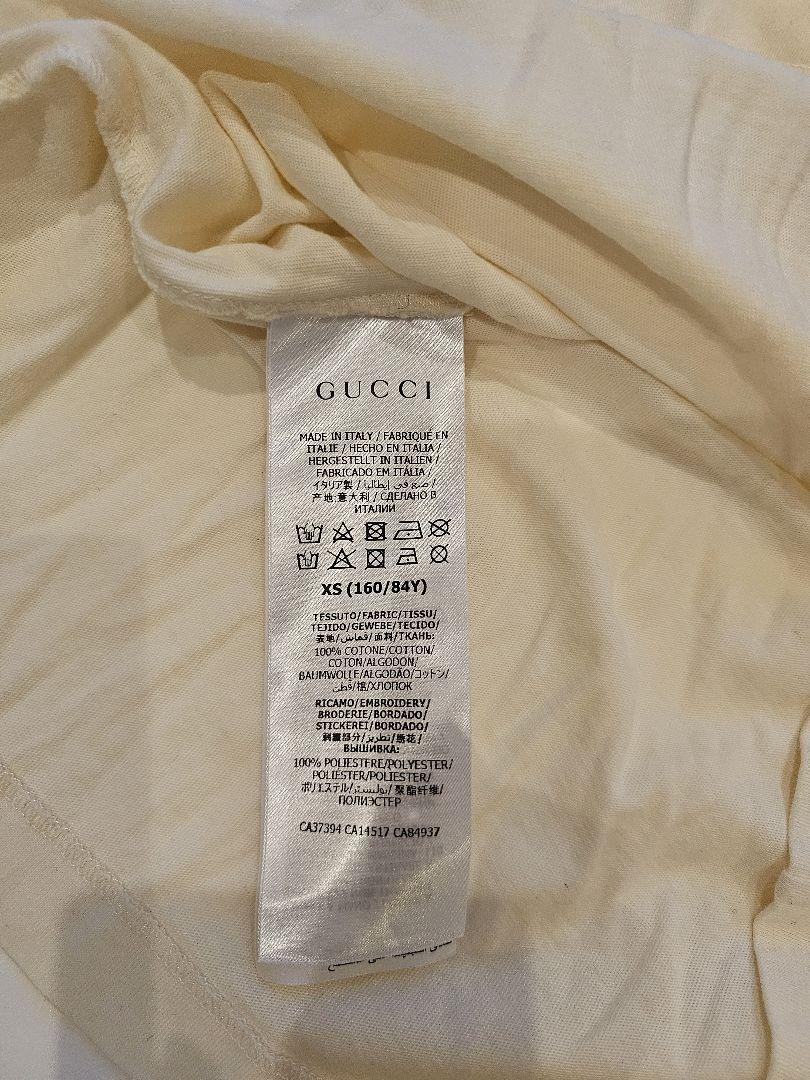 GUCCI
MADE IN ITALY / FABRIQUÉ EN
ITALIE / HECHO EN ITALIA /
HERGESTELLT IN ITALIEN /
FABRICADO EM ITÁLIA /
イタリア製 / صنع في إيطاليا /
产地:意大利 / СДЕЛАНО В
ИТАЛИИ
XS (160/84Y)
TESSUTO/FABRIC/TISSU/
TEJIDO/GEWEBE/TECIDO/
表地/قماش/面料/ТКАНЬ:
100% COTONE/COTTON/
COTON/ALGODON/
BAUMWOLLE/ALGODÃO/コットン/
قطن/棉/ХЛОПОК
RICAMO/EMBROIDERY/
BRODERIE/BORDADO/
STICKEREI/BORDADO/
刺繍部分/تطريز/绣花/
ВЫШИВКА:
100% POLIESTERE/POLYESTER/
POLIESTER/POLIESTER/
ポリエステル/بوليستر/聚酯纤维/
ПОЛИЭСТЕР
CA37394 CA14517 CA84937